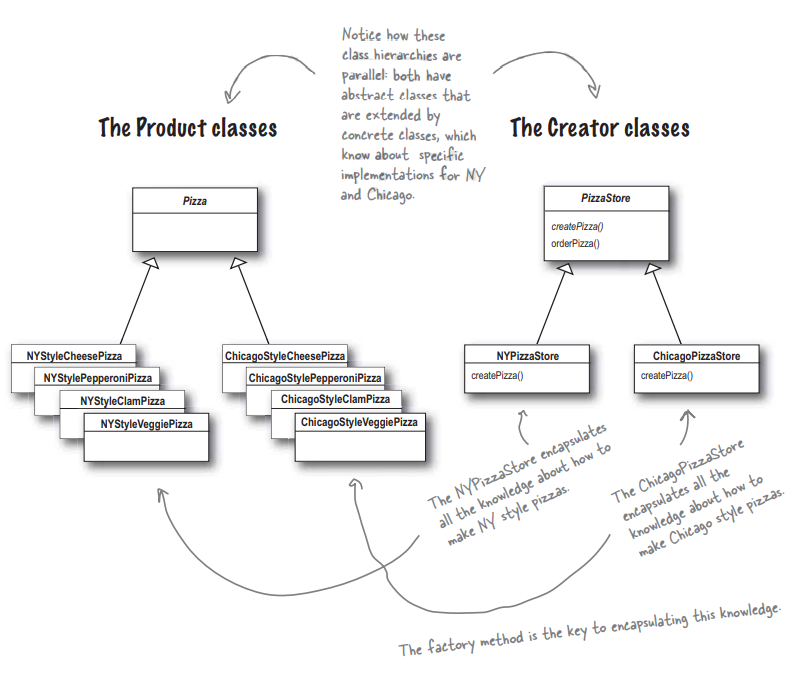 Notice how these
class hierarchies are
parallel: both have
abstract classes that
are extended by
concrete classes, which
know about specific
implementations for NY
and Chicago.
The Product classes
The Creator classes
Pizza
PizzaStore
createPizza()
orderPizza()
NYStyleCheesePizza
NYStylePepperoniPizza
NYStyleClamPizza
NYStyleVeggiePizza
ChicagoStyleCheesePizza
ChicagoStylePepperoniPizza
ChicagoStyleClamPizza
ChicagoStyleVeggiePizza
NYPizzaStore
createPizza()
ChicagoPizzaStore
createPizza()
The NYPizzaStore encapsulates
all the knowledge about how to
make NY style pizzas.
The ChicagoPizzaStore
encapsulates all the
knowledge about how to
make Chicago style pizzas.
The factory method is the key to encapsulating this knowledge.